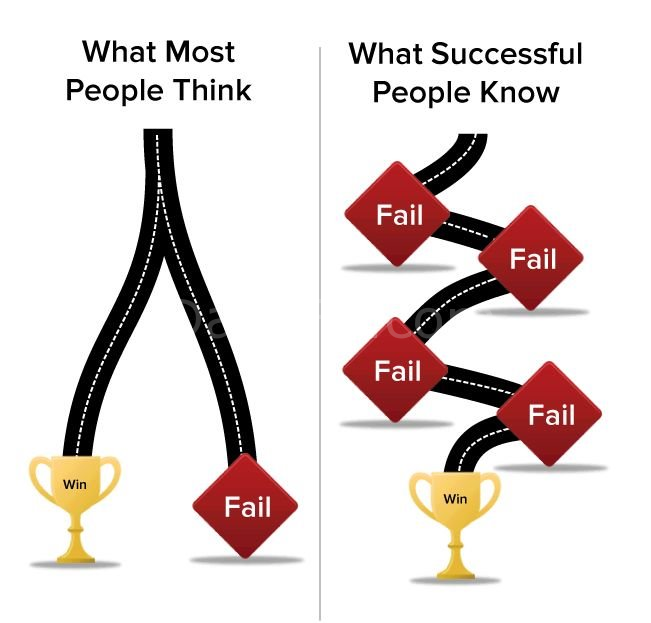 What Most
People Think
Win
Fail
What Successful
People Know
Fail
Fail
Fail
Fail
Win